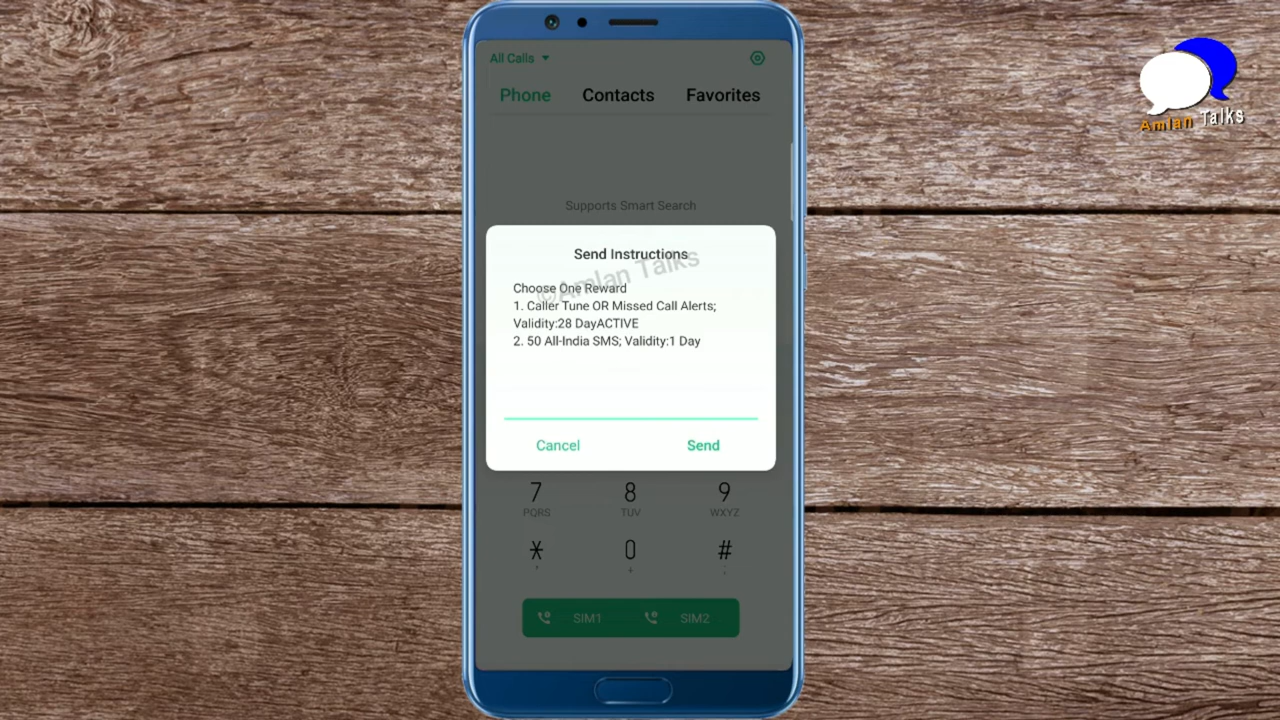 All Calls
Phone Contacts Favorites
Supports Smart Search
Send Instructions
©Amlan Talks
Choose One Reward
1. Caller Tune OR Missed Call Alerts;
Validity:28 DayACTIVE
2. 50 All-India SMS; Validity:1 Day
Cancel Send
7 8 9
PQRS TUV WXYZ
* 0 #
, + ;
SIM1 SIM2
Amlan Talks